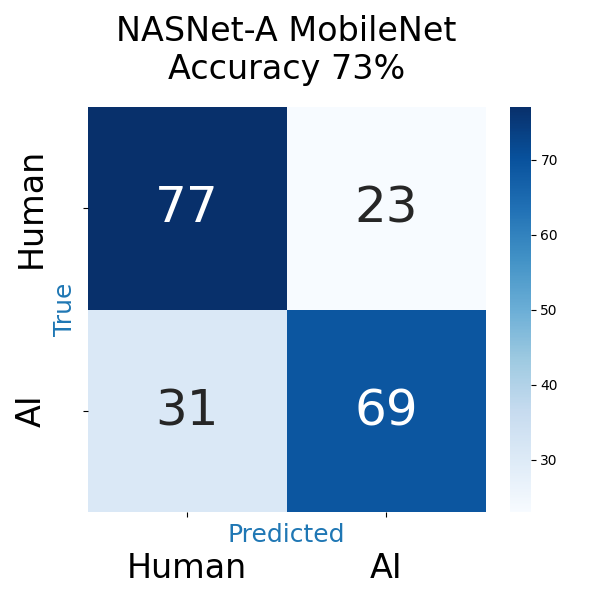 NASNet-A MobileNet
Accuracy 73%
Human
AI
True
77
23
31
69
Predicted
Human
AI
70
60
50
40
30